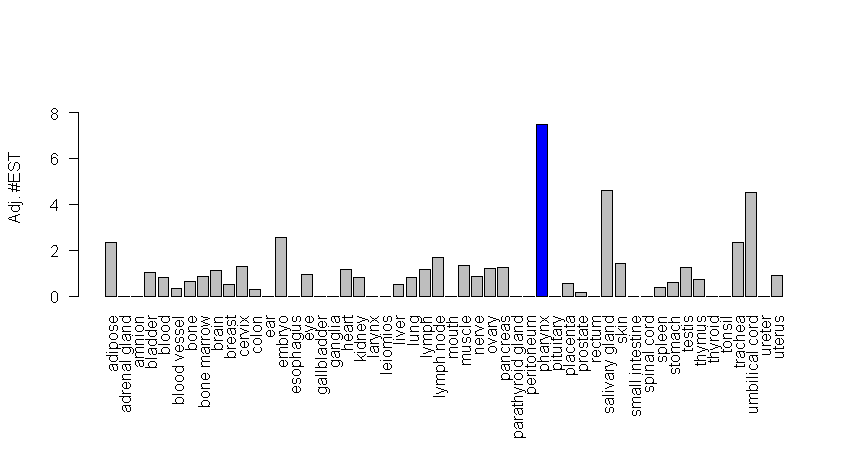 Adj. #EST
8
6
4
2
0
adipose
adrenal gland
amnion
bladder
blood
blood vessel
bone
bone marrow
brain
breast
cervix
colon
ear
embryo
esophagus
eye
gallbladder
ganglia
heart
kidney
larynx
leiomios
liver
lung
lymph
lymph node
mouth
muscle
nerve
ovary
pancreas
parathyroid gland
peritoneum
pharynx
pituitary
placenta
prostate
rectum
salivary gland
skin
small intestine
spinal cord
spleen
stomach
testis
thymus
thyroid
tonsil
trachea
umbilical cord
ureter
uterus